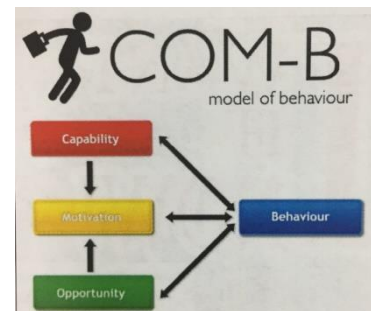 COM-B
model of behaviour
Capability
Motivation
Behaviour
Opportunity